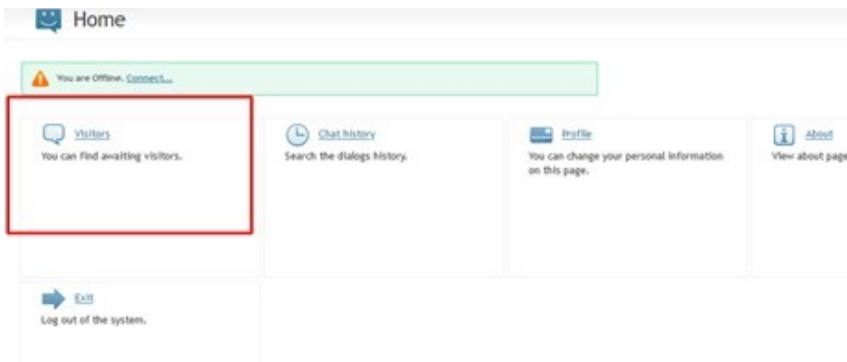 Home
You are Offline. Connect...
Visitors
You can find awaiting visitors.
Chat history
Search the dialogs history.
Profile
You can change your personal information
on this page.
About
View about page
Exit
Log out of the system.